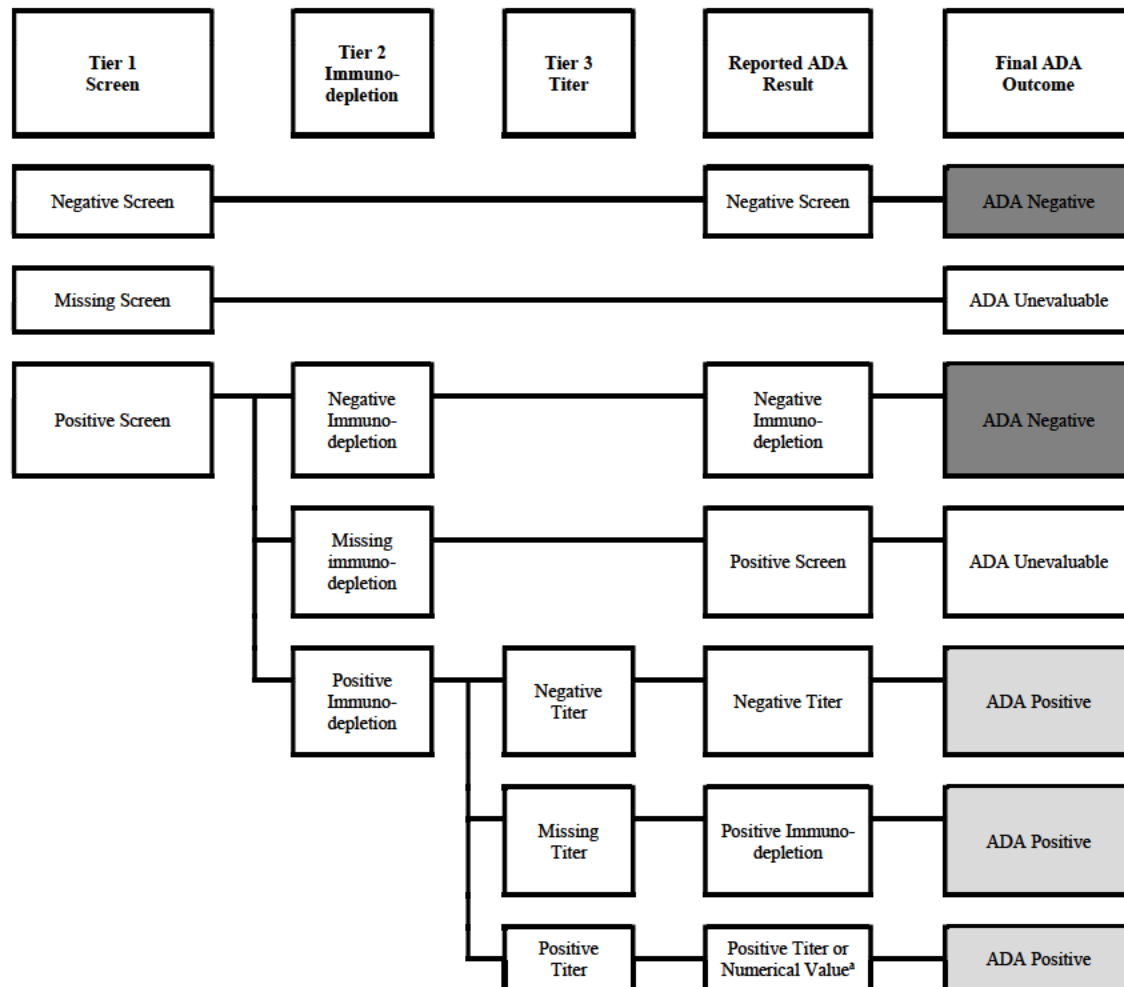 Tier 1
Screen
Tier 2
Immuno-
depletion
Tier 3
Titer
Reported ADA
Result
Final ADA
Outcome
Negative Screen
Negative Screen
ADA Negative
Missing Screen
ADA Unevaluable
Positive Screen
Negative
Immuno-
depletion
Negative
Immuno-
depletion
ADA Negative
Missing
immuno-
depletion
Positive Screen
ADA Unevaluable
Positive
Immuno-
depletion
Negative
Titer
Negative Titer
ADA Positive
Missing
Titer
Positive Immuno-
depletion
ADA Positive
Positive
Titer
Positive Titer or
Numerical Valueᵃ
ADA Positive